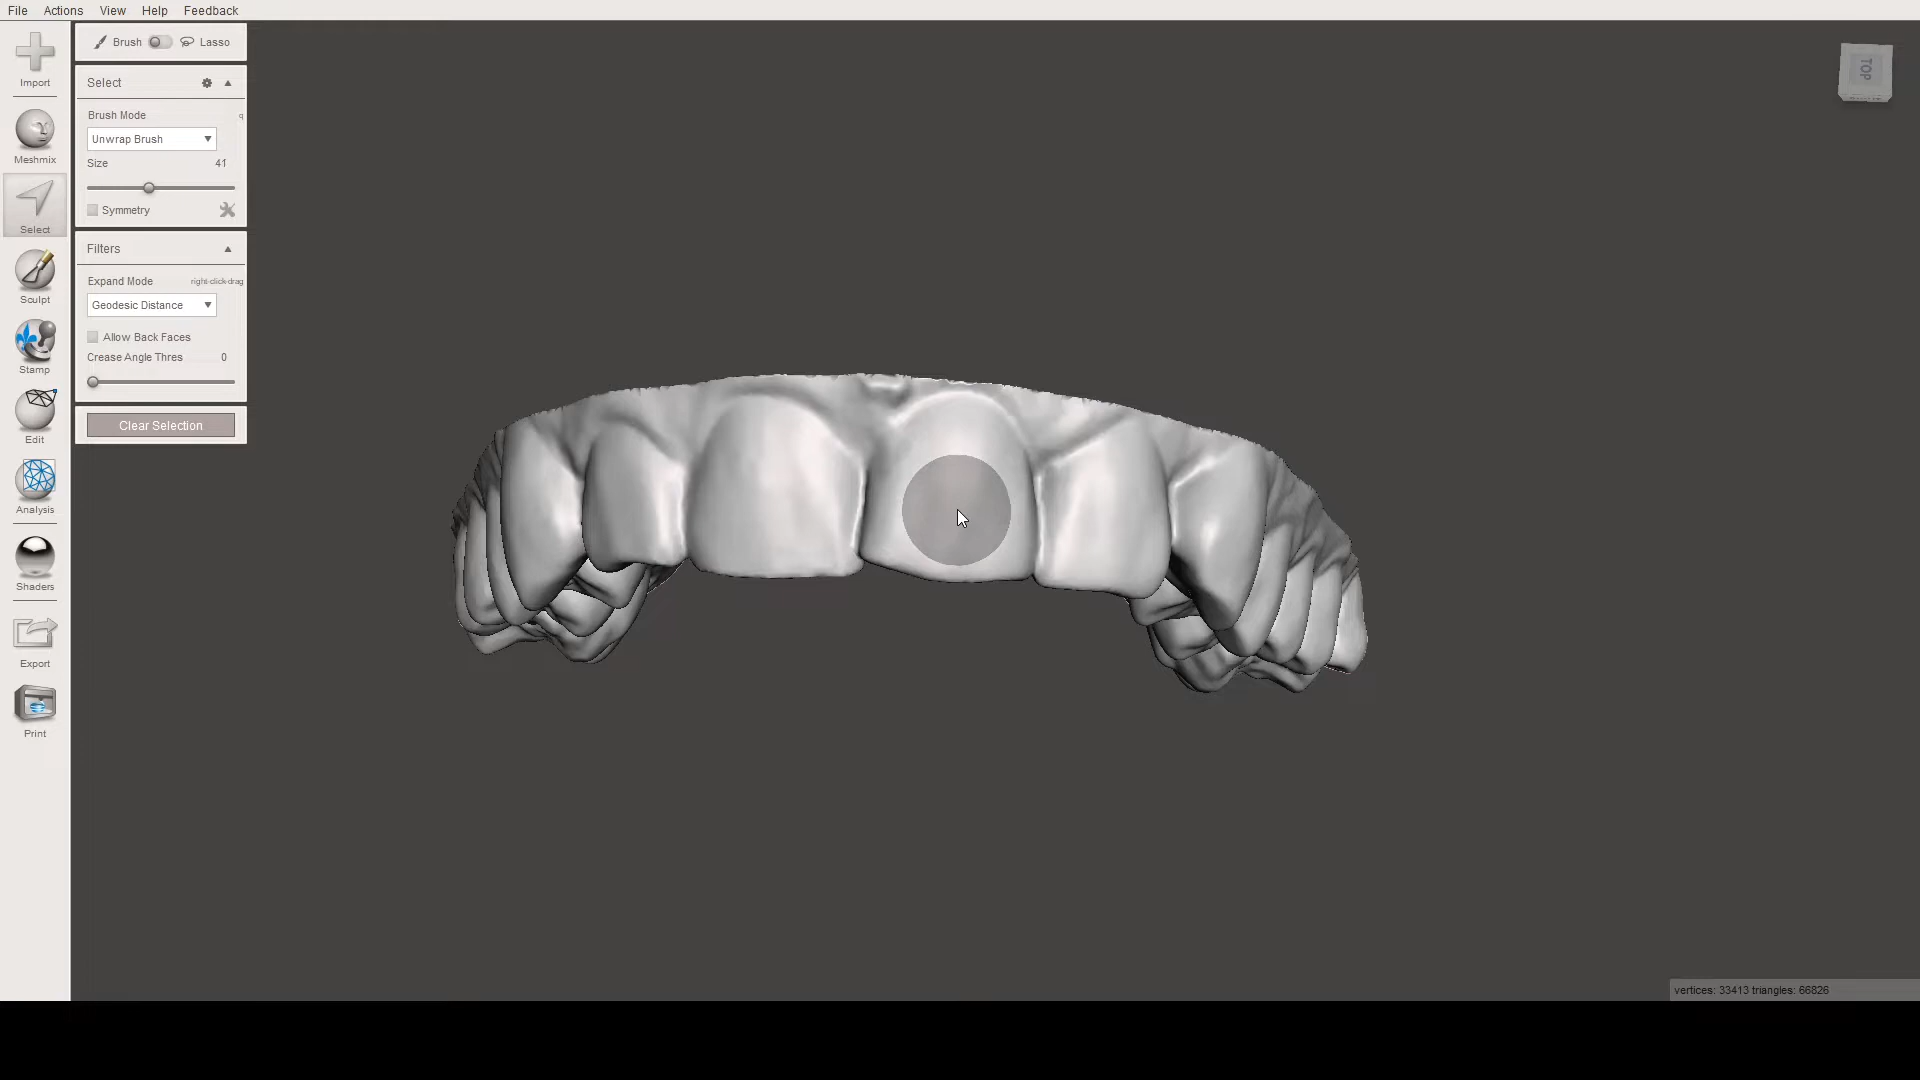 File Actions View Help Feedback
Import
Meshmix
Select
Sculpt
Stamp
Edit
Analysis
Shaders
Export
Print
Brush Lasso
Select
Brush Mode q
Unwrap Brush
Size 41
Symmetry
Filters
Expand Mode right-click-drag
Geodesic Distance
Allow Back Faces
Crease Angle Thres 0
Clear Selection
TOP
vertices: 33413 triangles: 66826